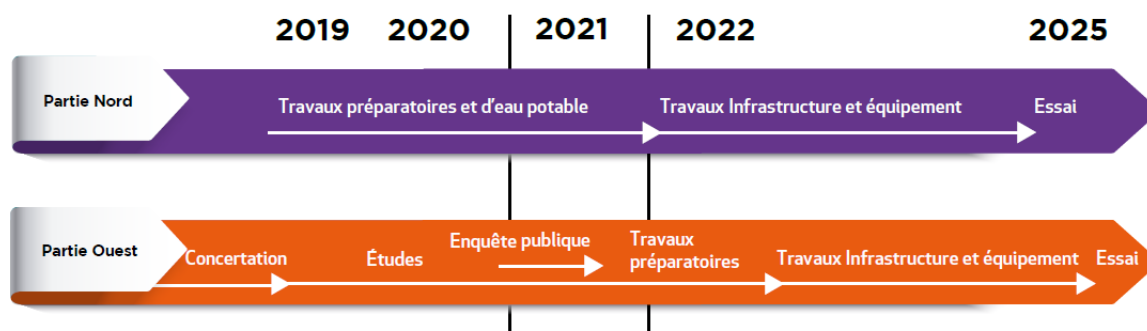 2019 2020 2021 2022 2025
Partie Nord
Travaux préparatoires et d'eau potable
Travaux Infrastructure et équipement
Essai
Partie Ouest
Concertation
Études
Enquête publique
Travaux
préparatoires
Travaux Infrastructure et équipement
Essai